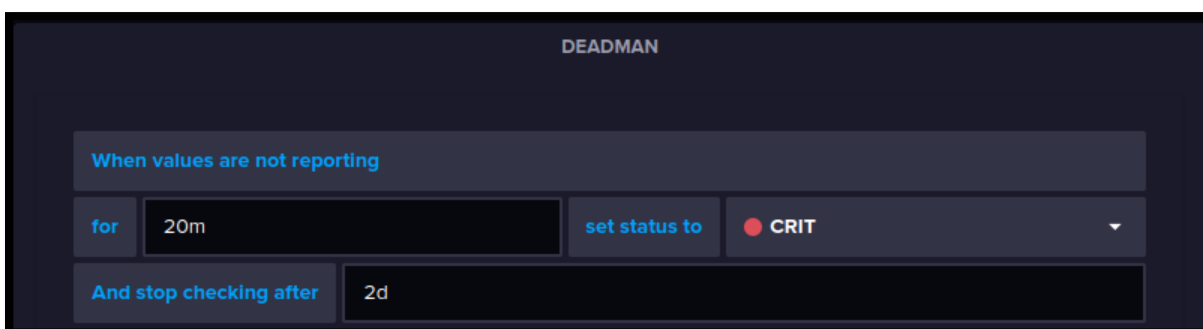 DEADMAN
When values are not reporting
for 20m set status to CRIT
And stop checking after 2d